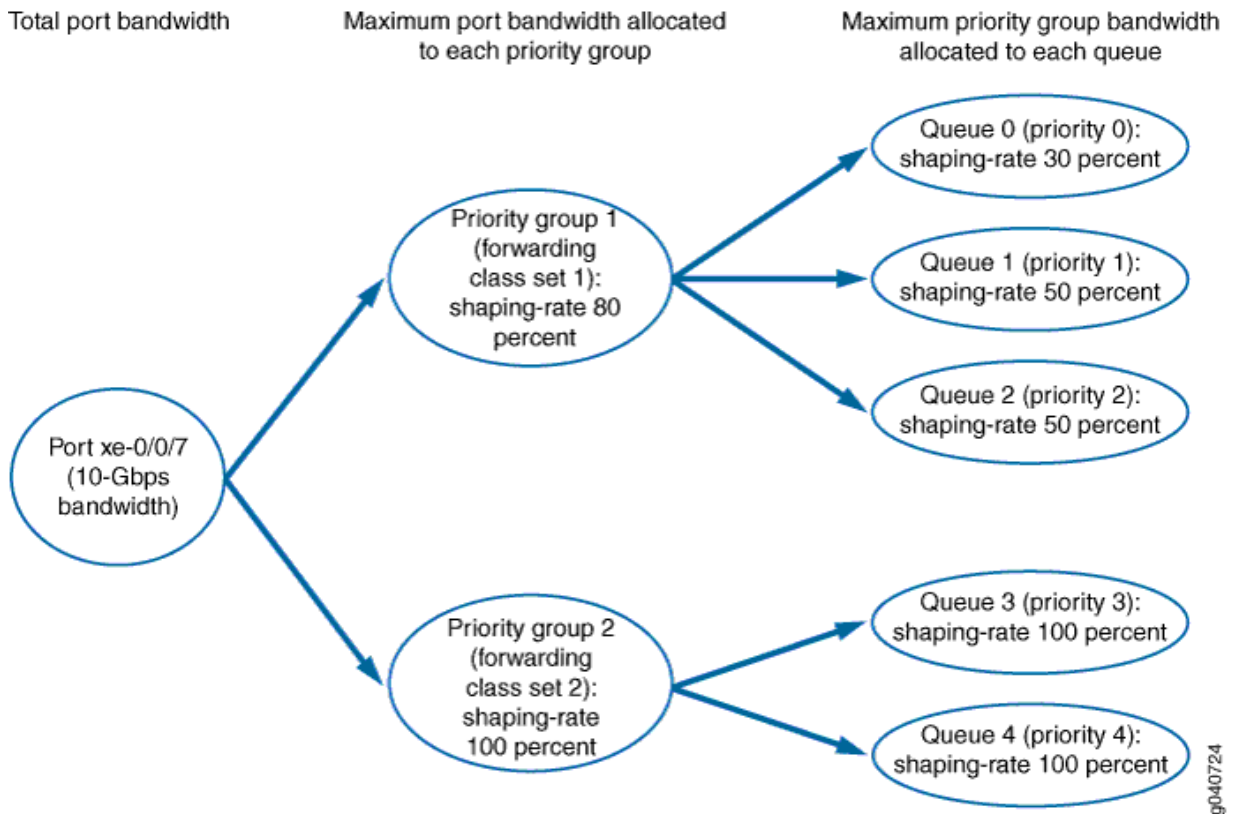 Total port bandwidth
Maximum port bandwidth allocated
to each priority group
Maximum priority group bandwidth
allocated to each queue
Port xe-0/0/7
(10-Gbps
bandwidth)
Priority group 1
(forwarding
class set 1):
shaping-rate 80
percent
Queue 0 (priority 0):
shaping-rate 30 percent
Queue 1 (priority 1):
shaping-rate 50 percent
Queue 2 (priority 2):
shaping-rate 50 percent
Priority group 2
(forwarding
class set 2):
shaping-rate
100 percent
Queue 3 (priority 3):
shaping-rate 100 percent
Queue 4 (priority 4):
shaping-rate 100 percent
g040724